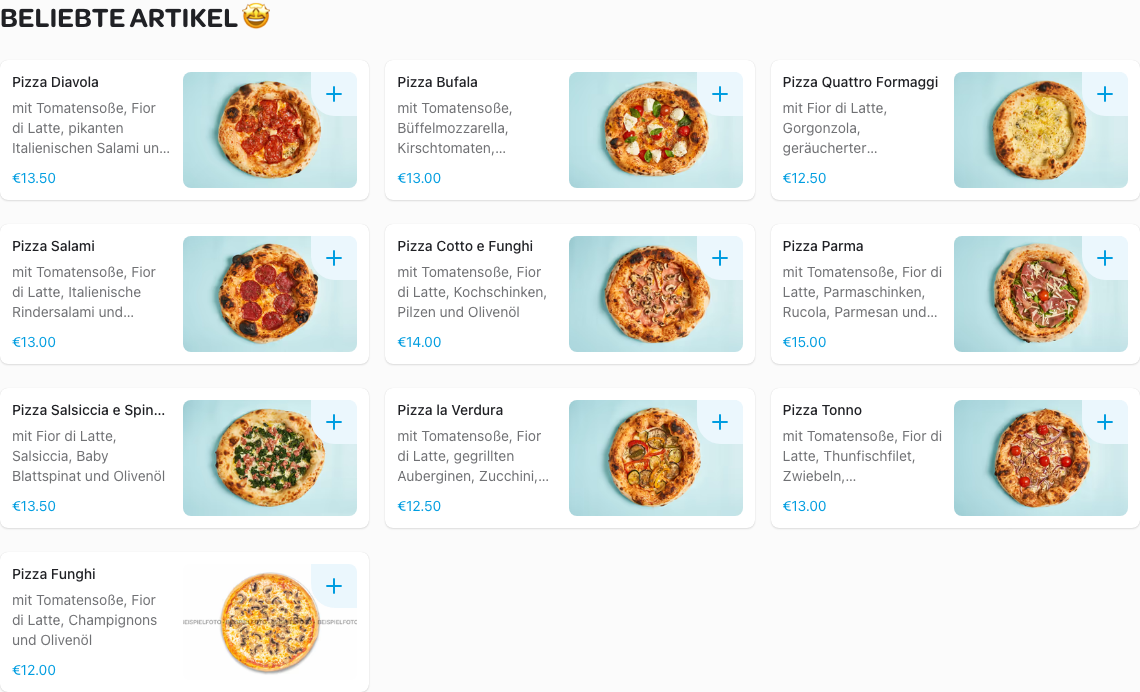 BELIEBTE ARTIKEL 🤩
Pizza Diavola
mit Tomatensoße, Fior
di Latte, pikanten
Italienischen Salami un...
€13.50
Pizza Bufala
mit Tomatensoße,
Büffelmozzarella,
Kirschtomaten,...
€13.00
Pizza Quattro Formaggi
mit Fior di Latte,
Gorgonzola,
geräucherter...
€12.50
Pizza Salami
mit Tomatensoße, Fior
di Latte, Italienische
Rindersalami und...
€13.00
Pizza Cotto e Funghi
mit Tomatensoße, Fior
di Latte, Kochschinken,
Pilzen und Olivenöl
€14.00
Pizza Parma
mit Tomatensoße, Fior di
Latte, Parmaschinken,
Rucola, Parmesan und...
€15.00
Pizza Salsiccia e Spin...
mit Fior di Latte,
Salsiccia, Baby
Blattspinat und Olivenöl
€13.50
Pizza la Verdura
mit Tomatensoße, Fior
di Latte, gegrillten
Auberginen, Zucchini,...
€12.50
Pizza Tonno
mit Tomatensoße, Fior di
Latte, Thunfischfilet,
Zwiebeln,...
€13.00
Pizza Funghi
mit Tomatensoße, Fior
di Latte, Champignons
und Olivenöl
€12.00